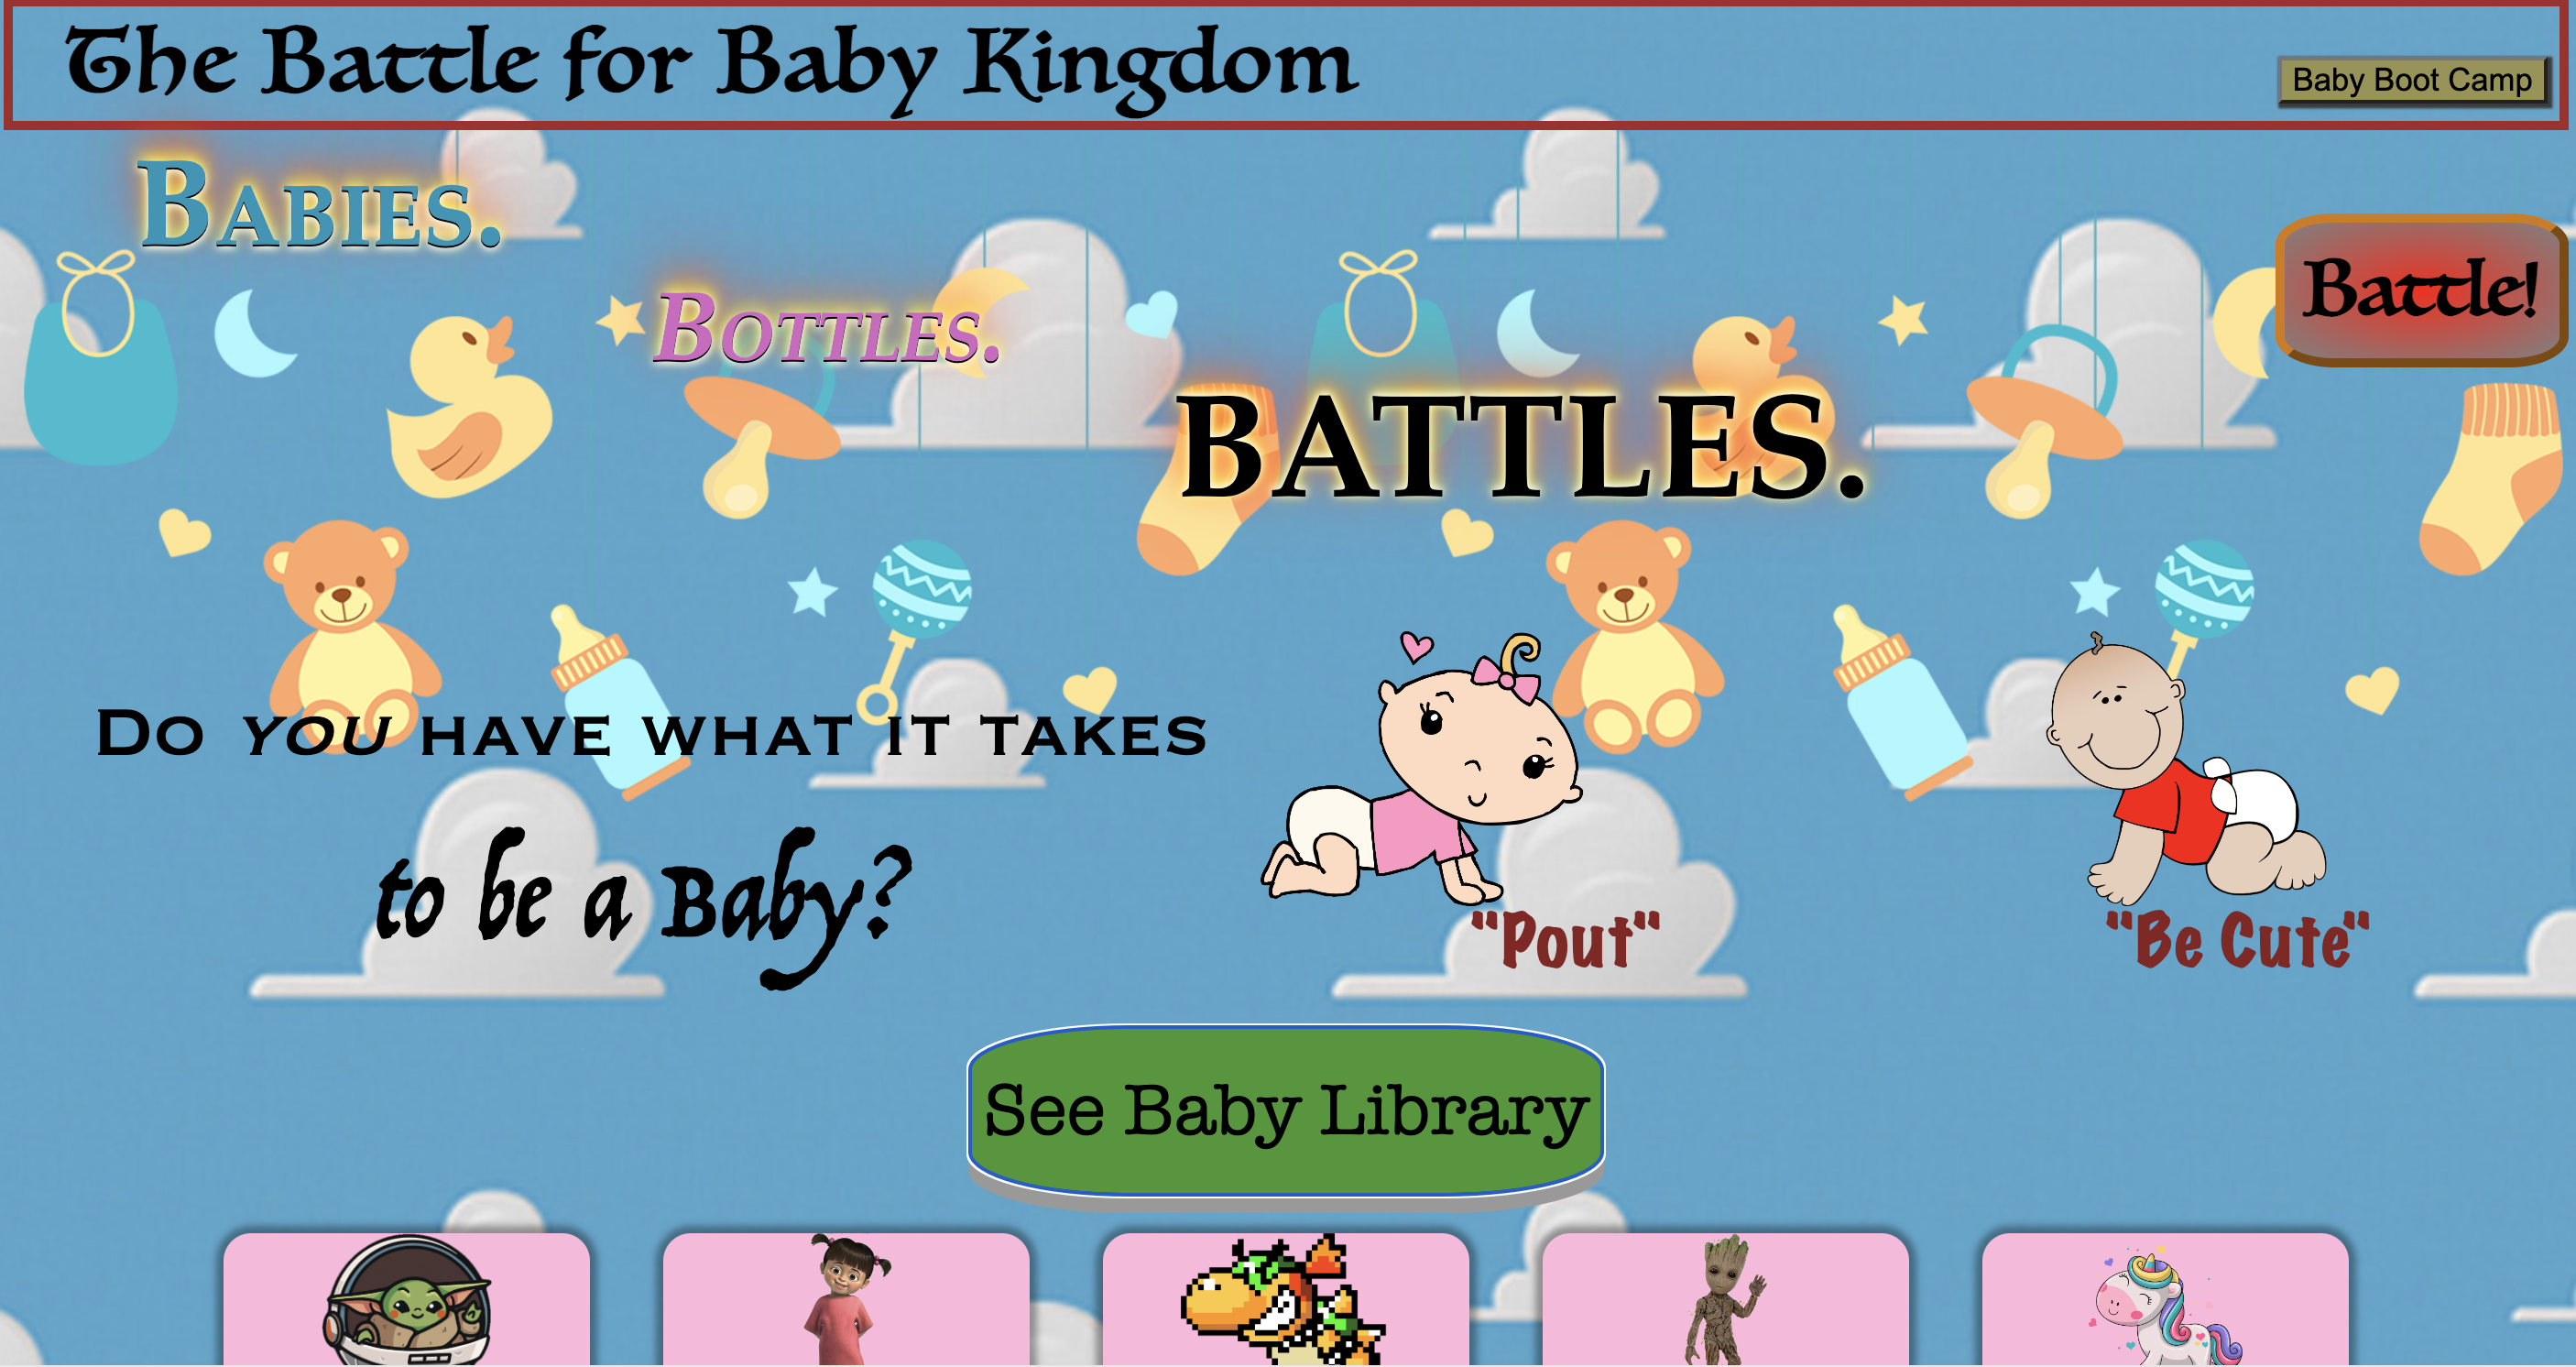 The Battle for Baby Kingdom
Baby Boot Camp
Babies.
Battle!
Bottles.
BATTLES.
Do you have what it takes
to be a Baby?
"Pout"
"Be Cute"
See Baby Library